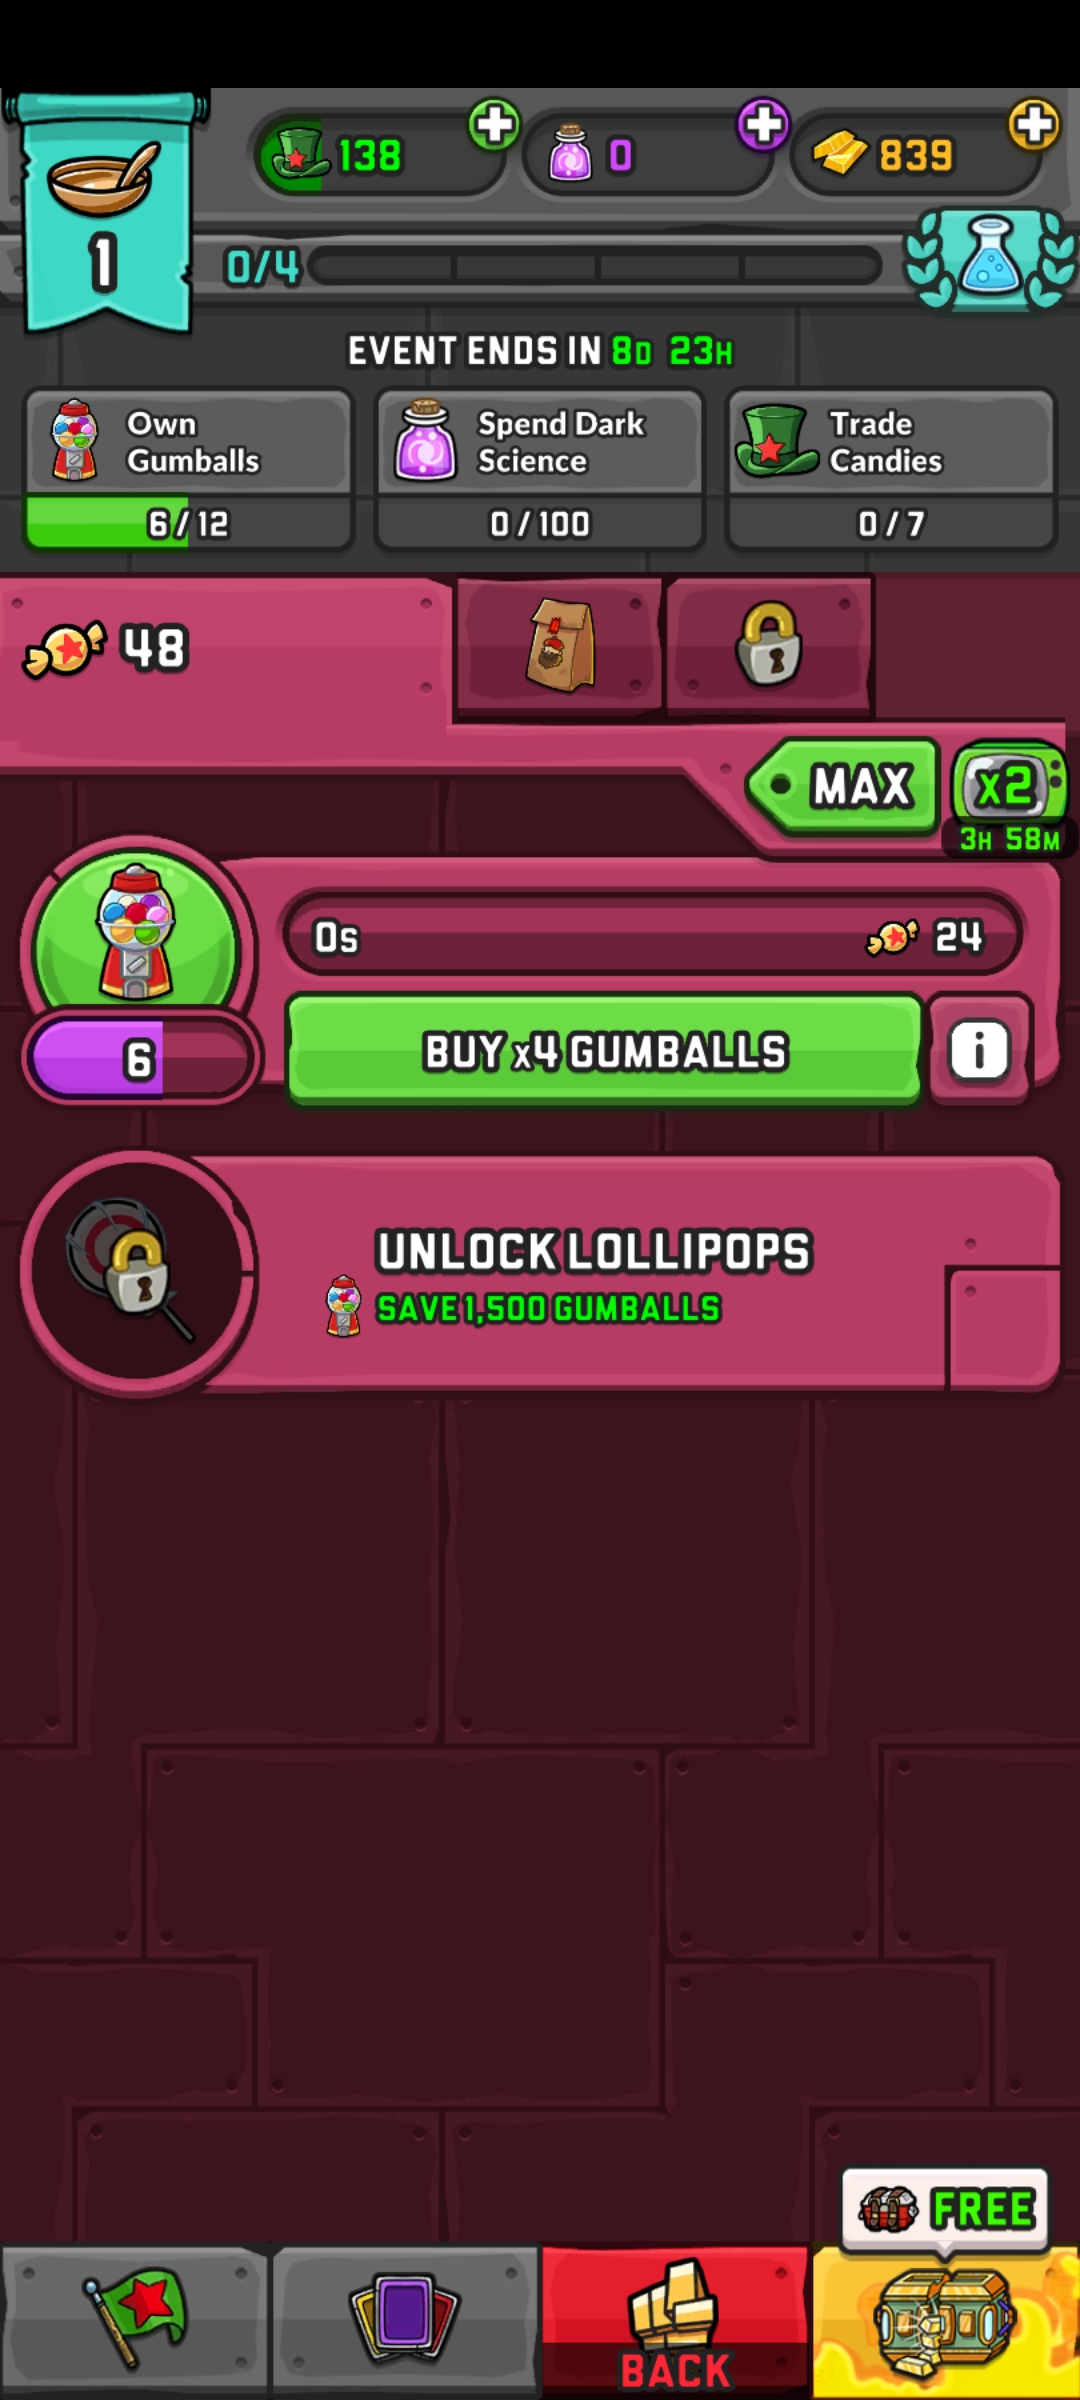 138
0
839
1
0/4
EVENT ENDS IN 8D 23H
Own
Gumballs
Spend Dark
Science
Trade
Candies
6/12
0/100
0/7
48
MAX
x2
3H 58M
0s
24
6
BUY x4 GUMBALLS
i
UNLOCK LOLLIPOPS
SAVE 1,500 GUMBALLS
FREE
BACK